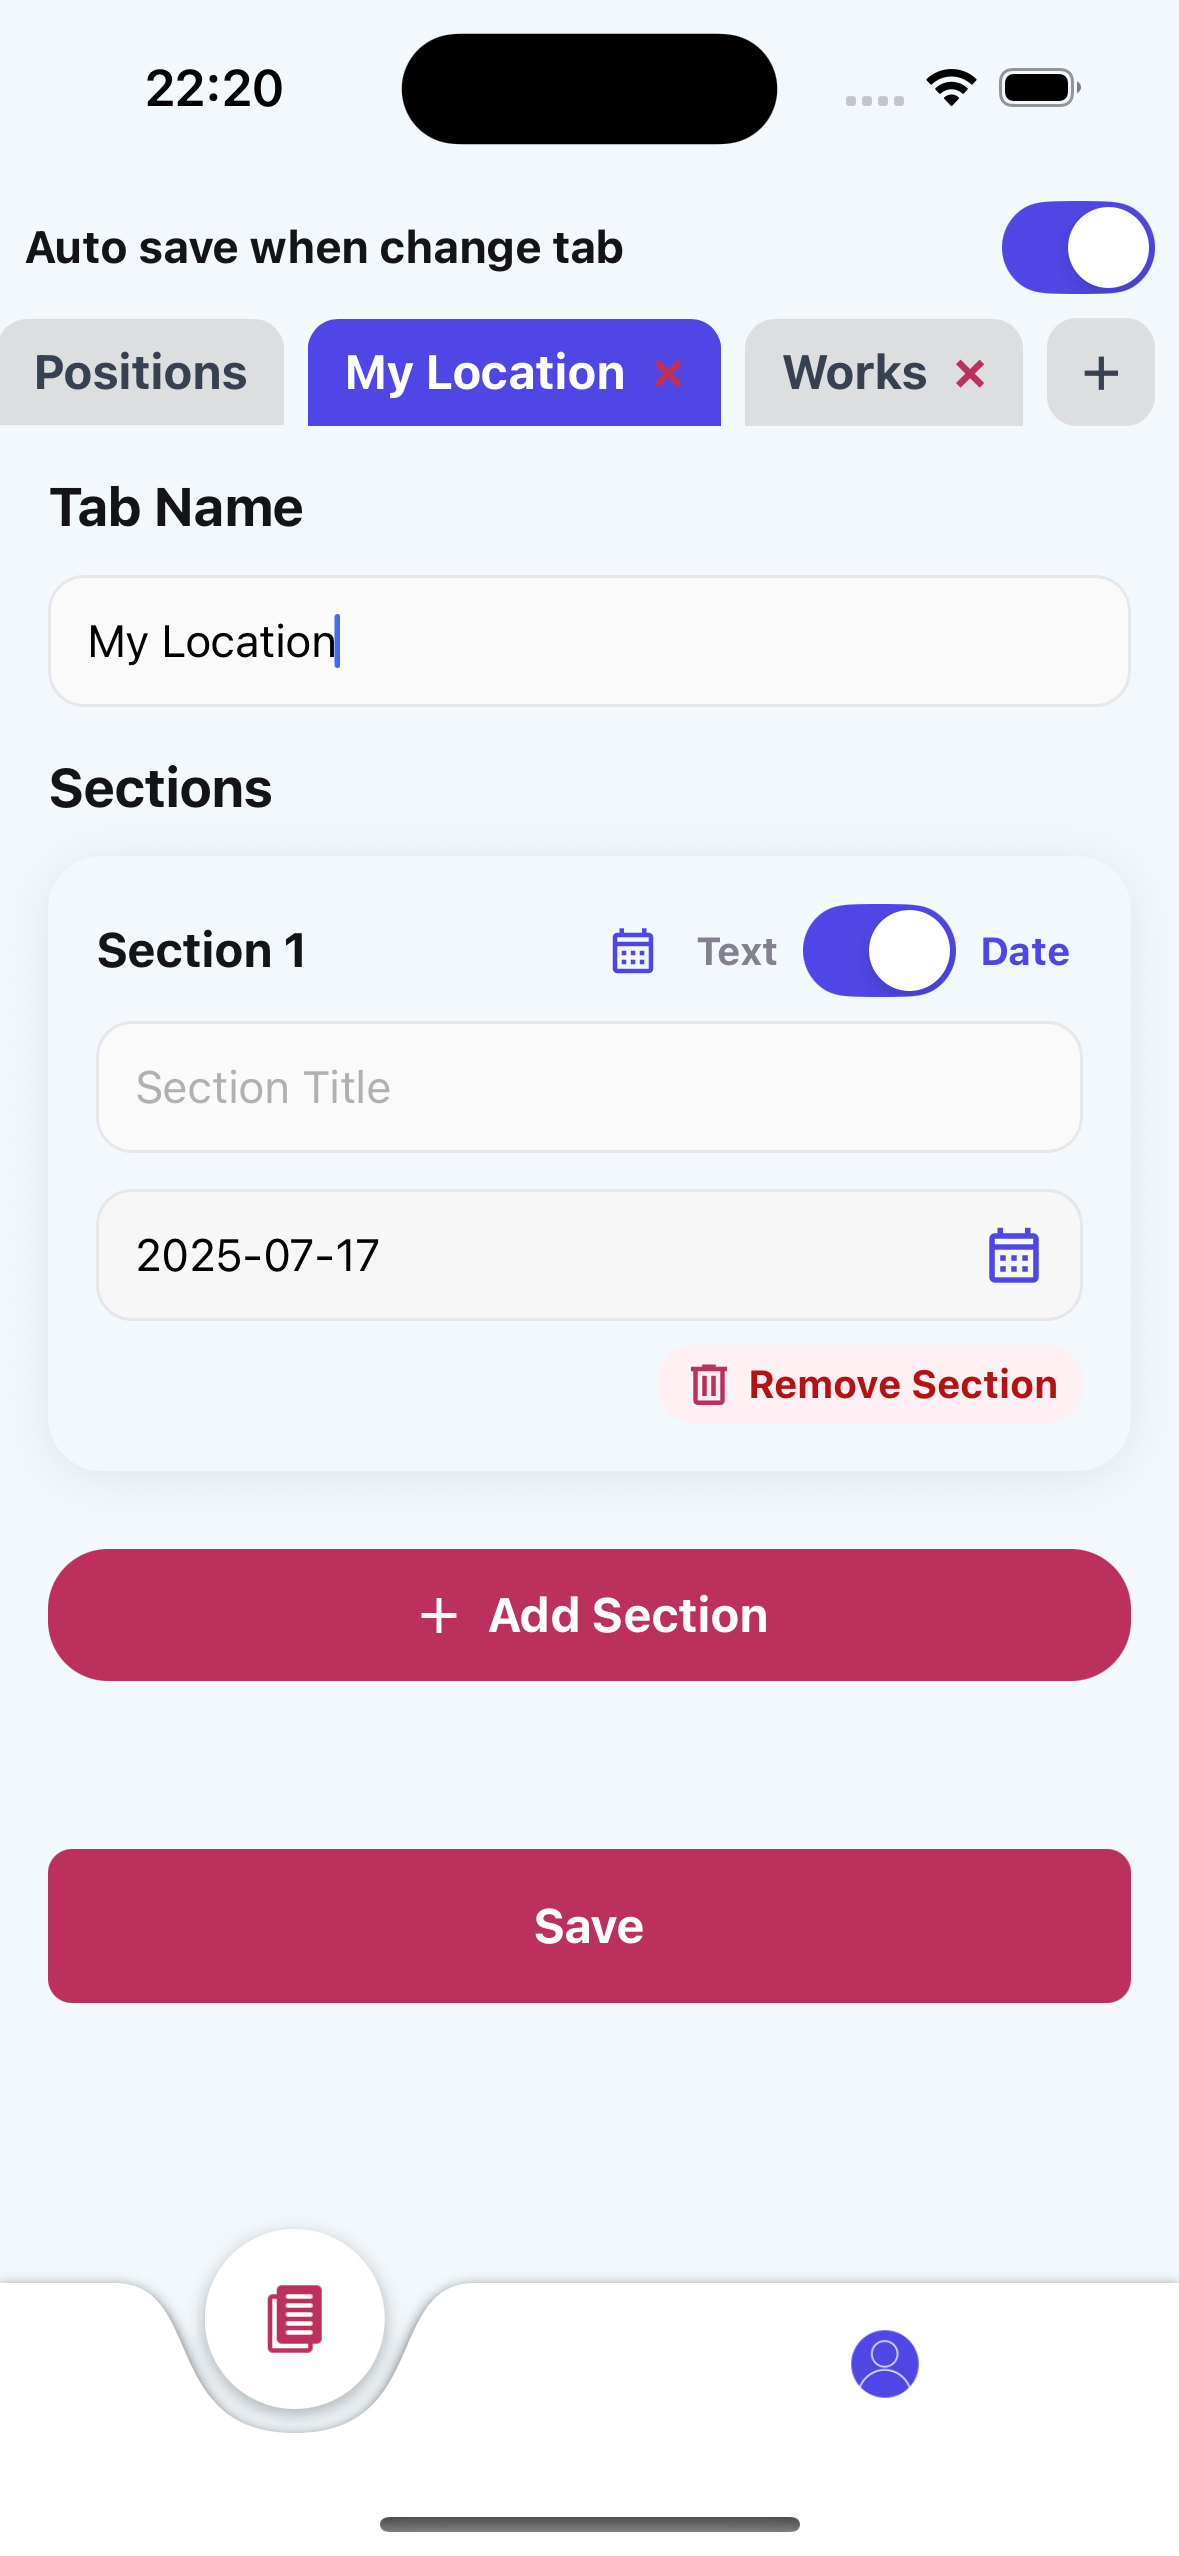 22:20
Auto save when change tab
Positions My Location × Works × +
Tab Name
My Location
Sections
Section 1 Text Date
Section Title
2025-07-17
Remove Section
+ Add Section
Save